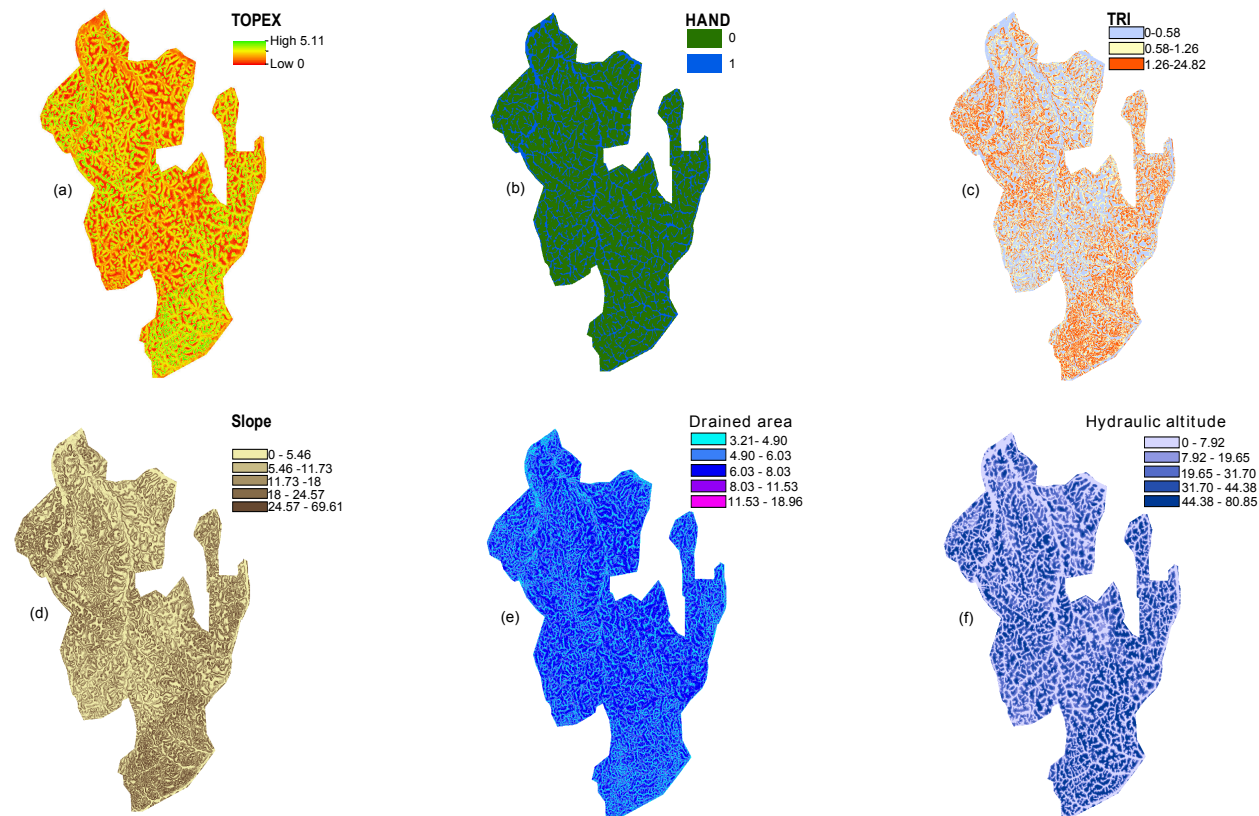 TOPEX
High 5.11
Low 0
(a)
HAND
0
1
(b)
TRI
0-0.58
0.58-1.26
1.26-24.82
(c)
Slope
0 - 5.46
5.46 -11.73
11.73 -18
18 - 24.57
24.57 - 69.61
(d)
Drained area
3.21- 4.90
4.90 - 6.03
6.03 - 8.03
8.03 - 11.53
11.53 - 18.96
(e)
Hydraulic altitude
0 - 7.92
7.92 - 19.65
19.65 - 31.70
31.70 - 44.38
44.38 - 80.85
(f)